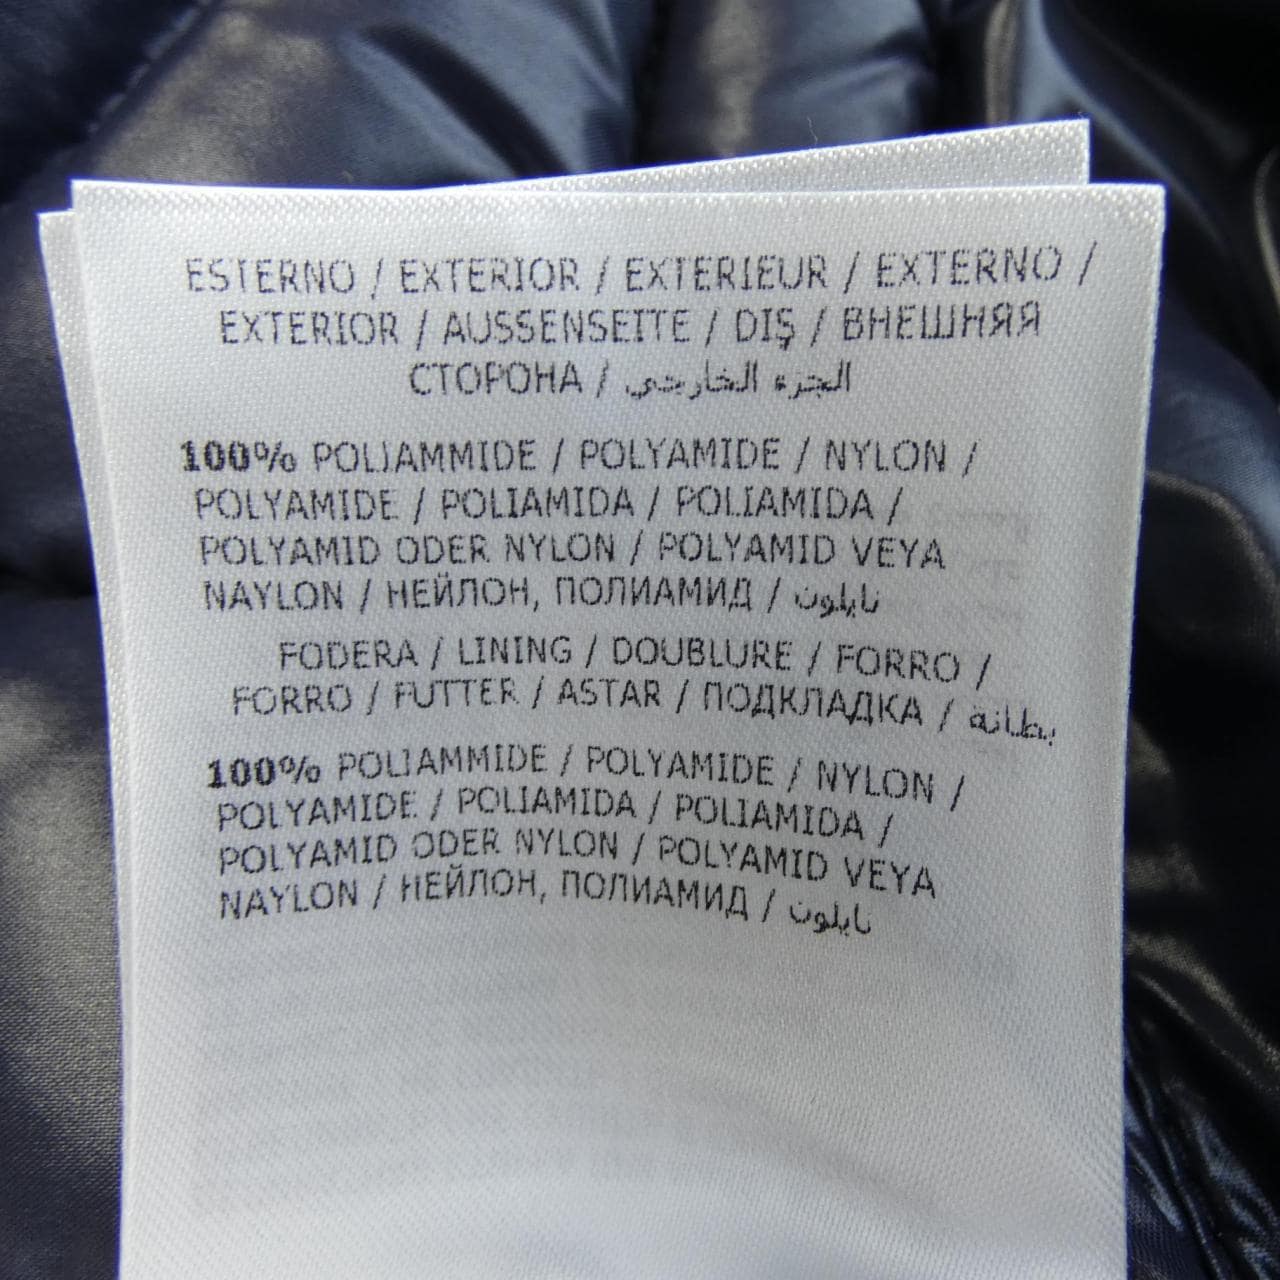 ESTERNO / EXTERIOR / EXTERIEUR / EXTERNO /
EXTERIOR / AUSSENSEITE / DIŞ / ВНЕШНЯЯ
СТОРОНА / الجزء الخارجي
100% POLIAMMIDE / POLYAMIDE / NYLON /
POLYAMIDE / POLIAMIDA / POLIAMIDA /
POLYAMID ODER NYLON / POLYAMID VEYA
NAYLON / НЕЙЛОН, ПОЛИАМИД / نايلون
FODERA / LINING / DOUBLURE / FORRO /
FORRO / FUTTER / ASTAR / ПОДКЛАДКА / بطانة
100% POLIAMMIDE / POLYAMIDE / NYLON /
POLYAMIDE / POLIAMIDA / POLIAMIDA /
POLYAMID ODER NYLON / POLYAMID VEYA
NAYLON / НЕЙЛОН, ПОЛИАМИД / نايلون